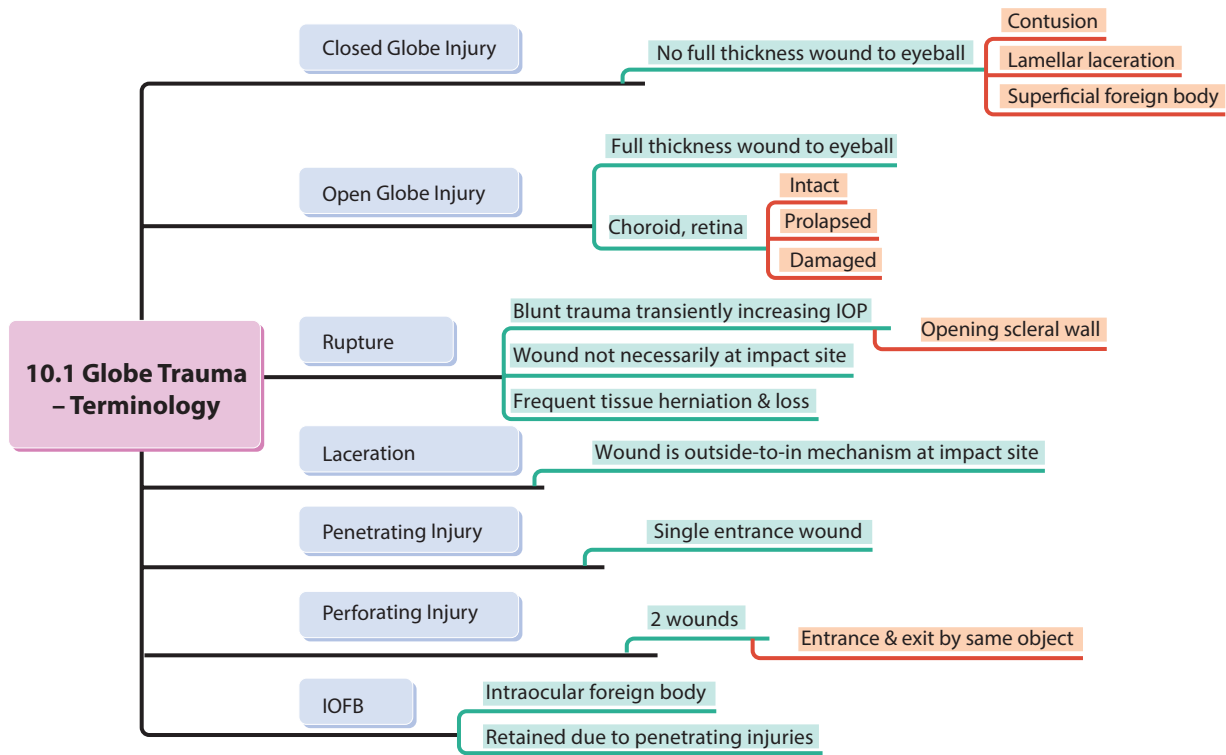 10.1 Globe Trauma
– Terminology
Closed Globe Injury
No full thickness wound to eyeball
Contusion
Lamellar laceration
Superficial foreign body
Open Globe Injury
Full thickness wound to eyeball
Choroid, retina
Intact
Prolapsed
Damaged
Rupture
Blunt trauma transiently increasing IOP
Opening scleral wall
Wound not necessarily at impact site
Frequent tissue herniation & loss
Laceration
Wound is outside-to-in mechanism at impact site
Penetrating Injury
Single entrance wound
Perforating Injury
2 wounds
Entrance & exit by same object
IOFB
Intraocular foreign body
Retained due to penetrating injuries